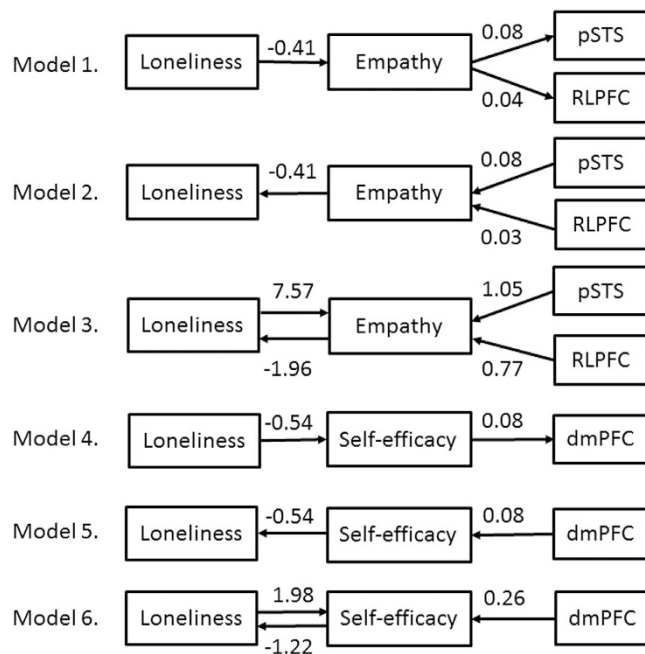 -0.41 0.08 pSTS
Model 1. Loneliness Empathy
0.04 RLPFC
-0.41 0.08 pSTS
Model 2. Loneliness Empathy
0.03 RLPFC
7.57 1.05 pSTS
Model 3. Loneliness Empathy
-1.96 0.77 RLPFC
-0.54 0.08
Model 4. Loneliness Self-efficacy dmPFC
-0.54 0.08
Model 5. Loneliness Self-efficacy dmPFC
1.98 0.26
Model 6. Loneliness Self-efficacy dmPFC
-1.22